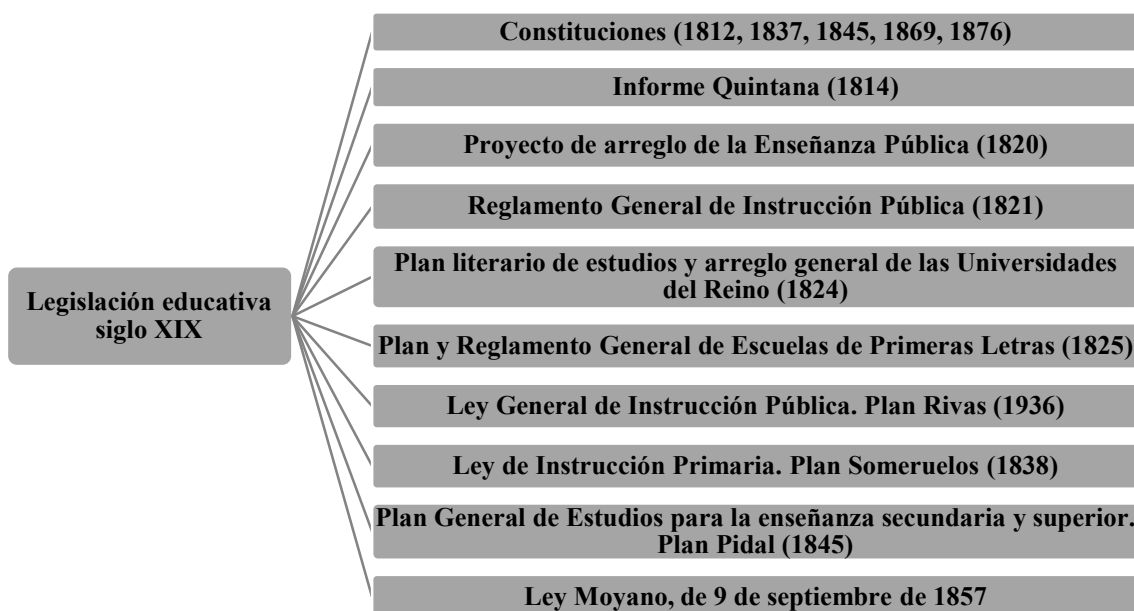 Legislación educativa
siglo XIX
Constituciones (1812, 1837, 1845, 1869, 1876)
Informe Quintana (1814)
Proyecto de arreglo de la Enseñanza Pública (1820)
Reglamento General de Instrucción Pública (1821)
Plan literario de estudios y arreglo general de las Universidades
del Reino (1824)
Plan y Reglamento General de Escuelas de Primeras Letras (1825)
Ley General de Instrucción Pública. Plan Rivas (1936)
Ley de Instrucción Primaria. Plan Someruelos (1838)
Plan General de Estudios para la enseñanza secundaria y superior.
Plan Pidal (1845)
Ley Moyano, de 9 de septiembre de 1857